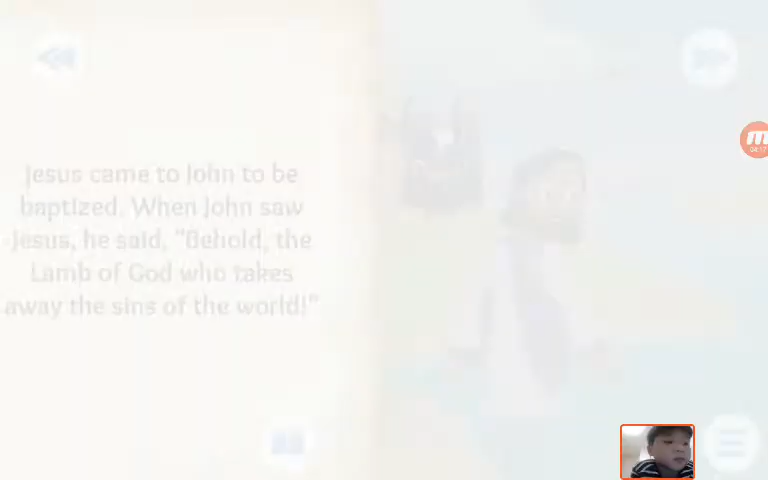 Jesus came to John to be
baptized. When John saw
Jesus, he said, "Behold, the
Lamb of God who takes
away the sins of the world!"